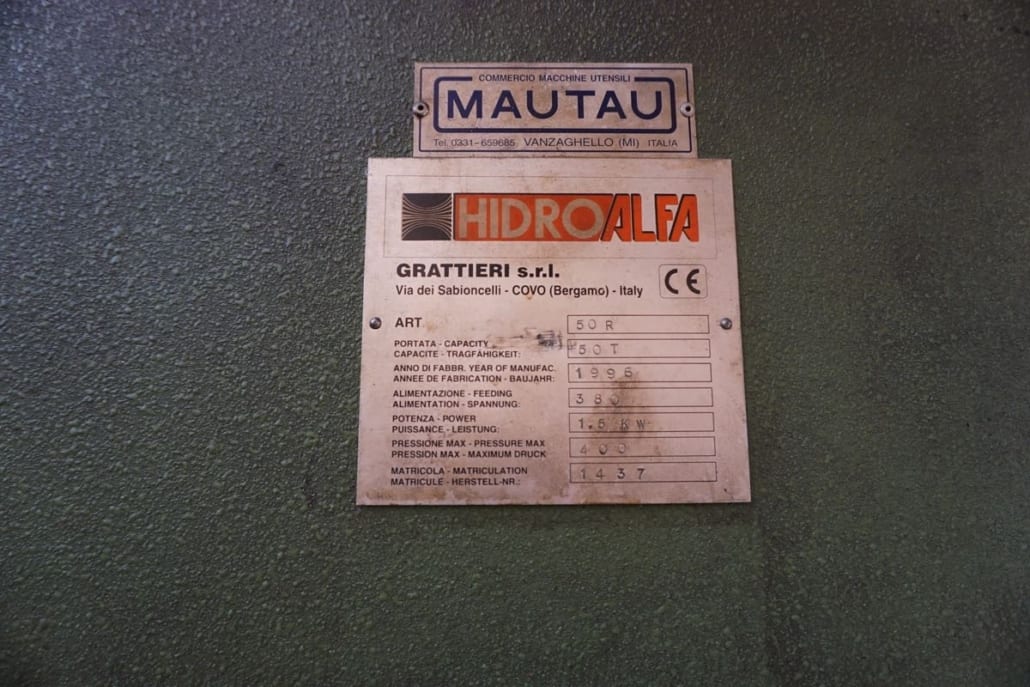 COMMERCIO MACCHINE UTENSILI
MAUTAU
Tel. 0331-659685 VANZAGHELLO (MI) ITALIA
HIDROALFA
GRATTIERI s.r.l.
Via dei Sabioncelli - COVO (Bergamo) - Italy
CE
ART 50 R
PORTATA - CAPACITY
CAPACITE - TRAGFÄHIGKEIT: 50 T
ANNO DI FABBR. YEAR OF MANUFAC.
ANNEE DE FABRICATION - BAUJAHR: 1996
ALIMENTAZIONE - FEEDING
ALIMENTATION - SPANNUNG: 380
POTENZA - POWER
PUISSANCE - LEISTUNG: 1.5 KW
PRESSIONE MAX - PRESSURE MAX
PRESSION MAX - MAXIMUM DRUCK 400
MATRICOLA - MATRICULATION
MATRICULE - HERSTELL-NR.: 1437